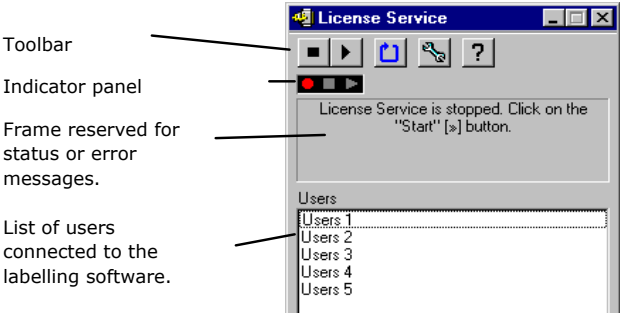 License Service
Toolbar
?
Indicator panel
License Service is stopped. Click on the
"Start" [»] button.
Frame reserved for
status or error
messages.
Users
List of users
connected to the
labelling software.
Users 1
Users 2
Users 3
Users 4
Users 5